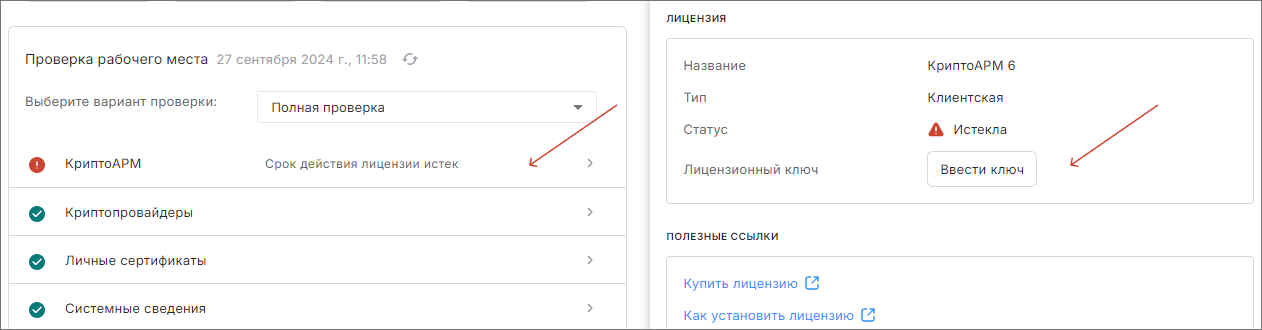 Проверка рабочего места 27 сентября 2024 г., 11:58
Выберите вариант проверки:
Полная проверка
КриптоАРМ
Срок действия лицензии истек
Криптопровайдеры
Личные сертификаты
Системные сведения
ЛИЦЕНЗИЯ
Название КриптоАРМ 6
Тип Клиентская
Статус Истекла
Лицензионный ключ Ввести ключ
ПОЛЕЗНЫЕ ССЫЛКИ
Купить лицензию
Как установить лицензию